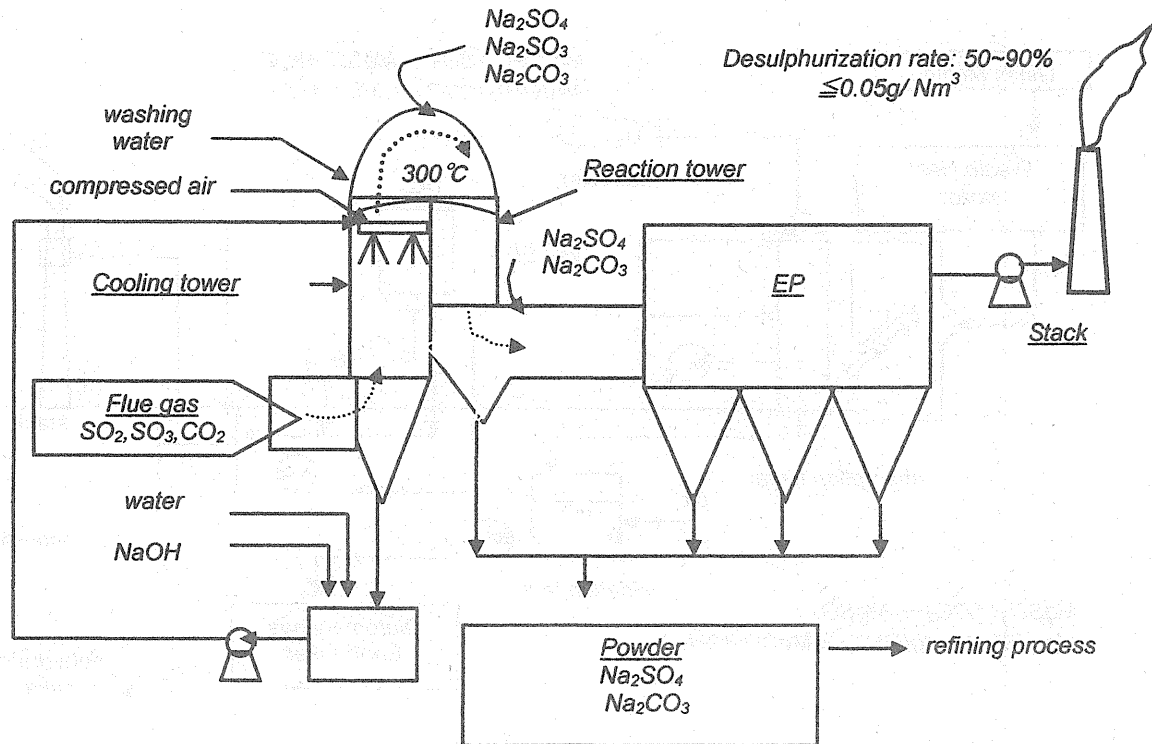 Na₂SO₄
Na₂SO₃
Na₂CO₃
Desulphurization rate: 50~90%
≦0.05g/ Nm³
washing
water
300℃
compressed air
Reaction tower
Na₂SO₄
Na₂CO₃
Cooling tower
EP
Stack
Flue gas
SO₂,SO₃,CO₂
water
NaOH
Powder
Na₂SO₄
Na₂CO₃
refining process